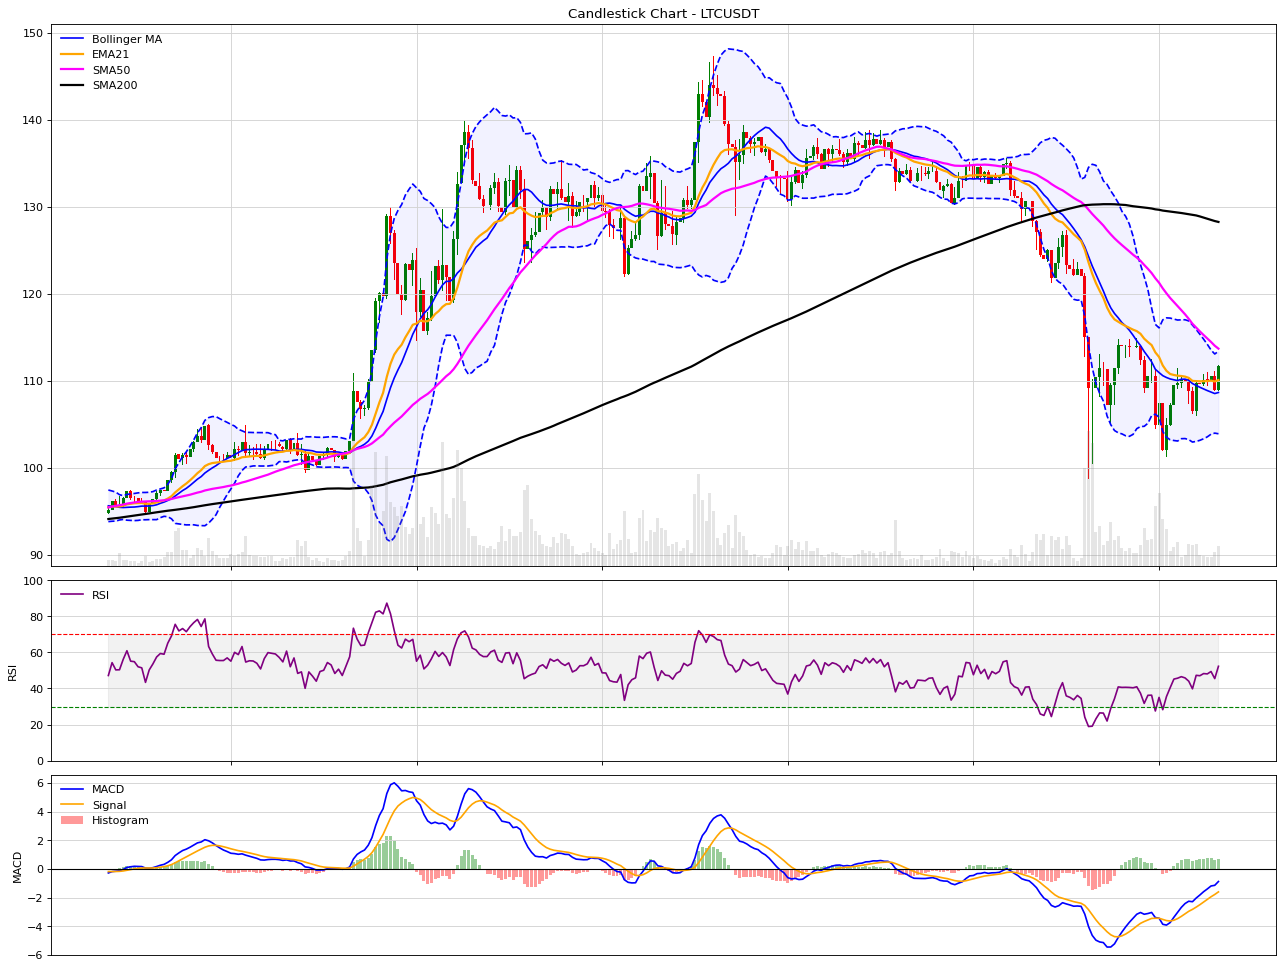 Candlestick Chart - LTCUSDT
Bollinger MA
EMA21
SMA50
SMA200
150
140
130
120
110
100
90
RSI
100
80
60
40
20
0
RSI
MACD
Signal
Histogram
6
4
2
0
−2
−4
−6
MACD